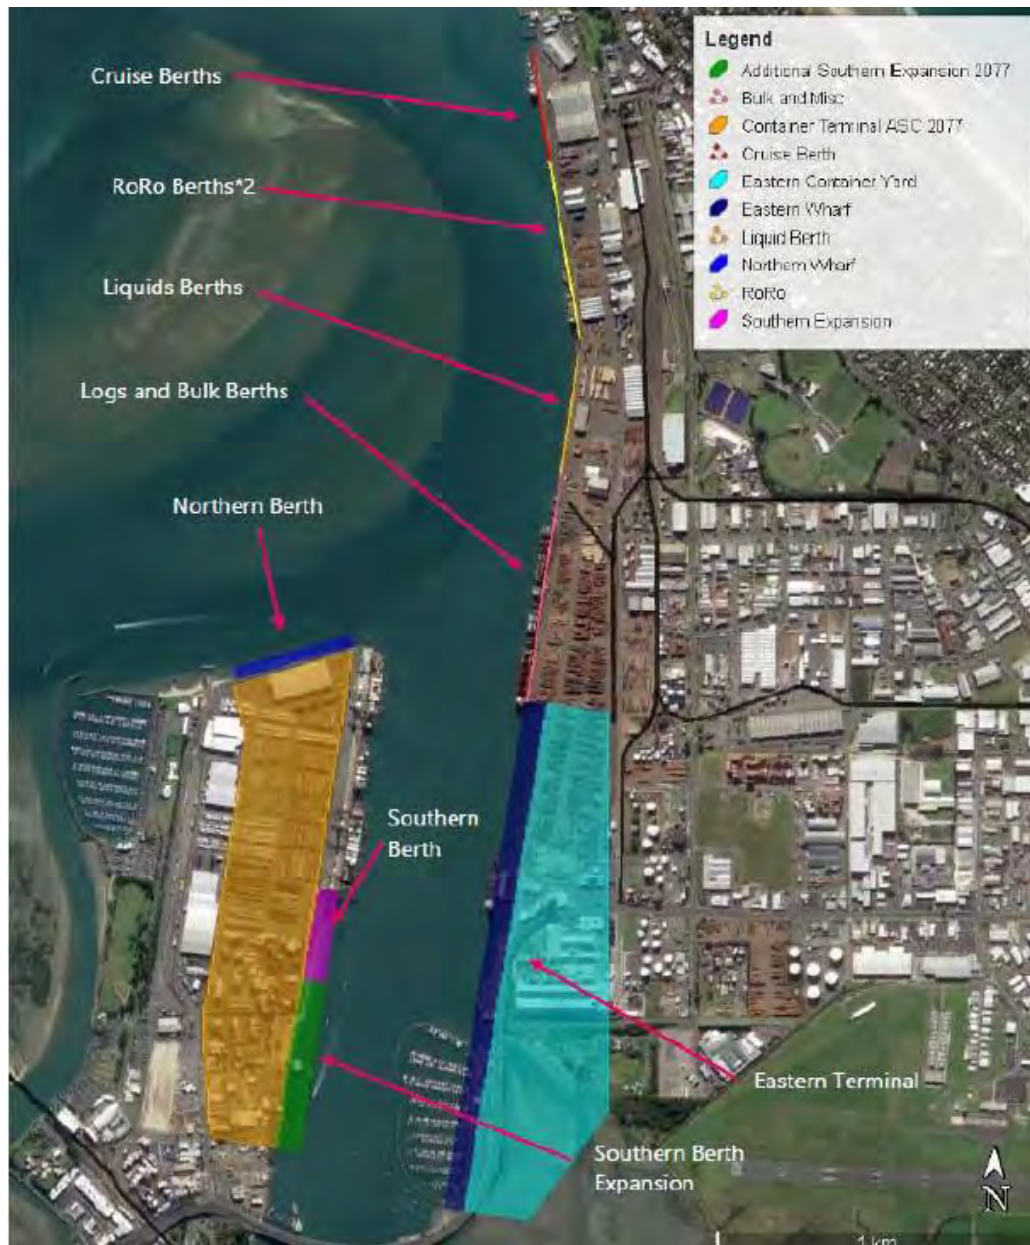 Cruise Berths
RoRo Berths*2
Liquids Berths
Logs and Bulk Berths
Northern Berth
Southern
Berth
Eastern Terminal
Southern Berth
Expansion
Legend
Additional Southern Expansion 2077
Bulk and Misc
Container Terminal ASC 2077
Cruise Berth
Eastern Container Yard
Eastern Wharf
Liquid Berth
Northern Wharf
RoRo
Southern Expansion
N
1 km